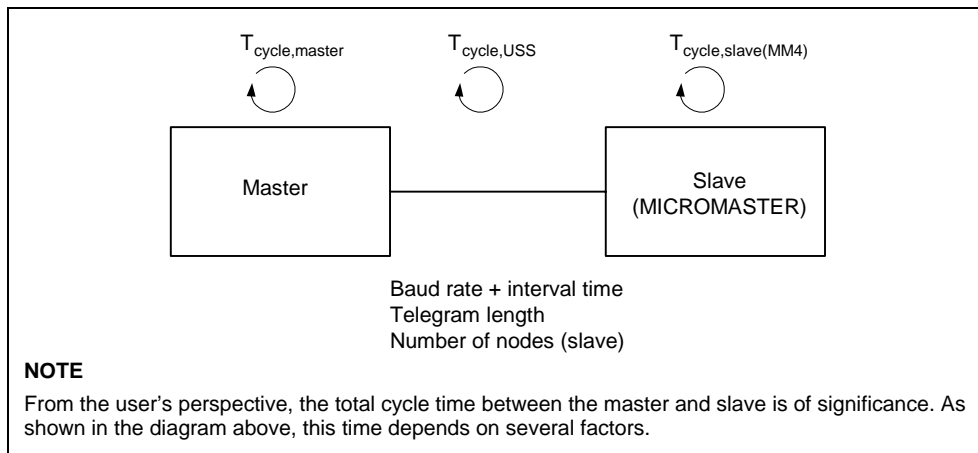 Tcycle,master
Tcycle,USS
Tcycle,slave(MM4)
Master
Slave
(MICROMASTER)
Baud rate + interval time
Telegram length
Number of nodes (slave)
NOTE
From the user's perspective, the total cycle time between the master and slave is of significance. As
shown in the diagram above, this time depends on several factors.